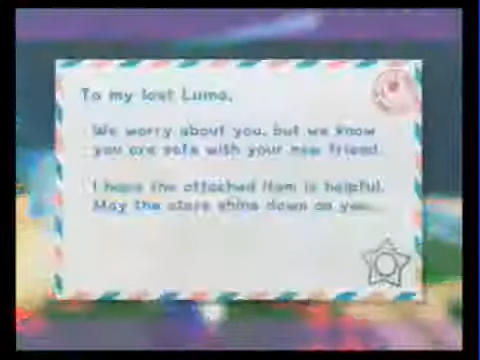 To my lost Luma,
We worry about you, but we know
you are safe with your new friend.
I hope the attached item is helpful.
May the stars shine down on you...